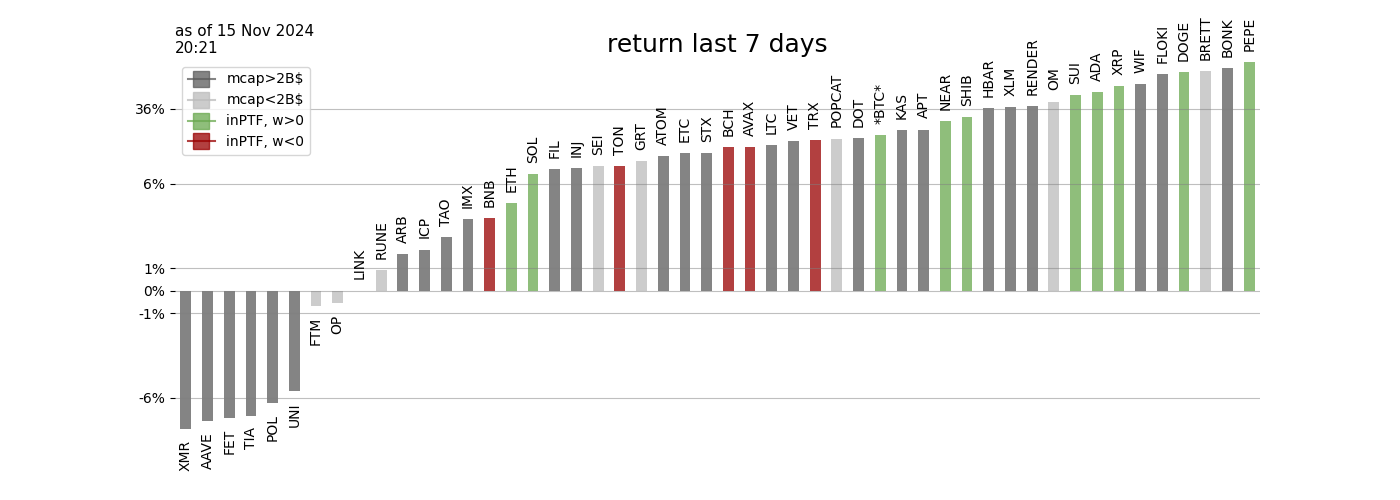 as of 15 Nov 2024
20:21
return last 7 days
mcap>2B$
mcap<2B$
inPTF, w>0
inPTF, w<0
36%
6%
1%
0%
-1%
-6%
XMR
AAVE
FET
TIA
POL
UNI
FTM
OP
LINK
RUNE
ARB
ICP
TAO
IMX
BNB
ETH
SOL
FIL
INJ
SEI
TON
GRT
ATOM
ETC
STX
BCH
AVAX
LTC
VET
TRX
POPCAT
DOT
*BTC*
KAS
APT
NEAR
SHIB
HBAR
XLM
RENDER
OM
SUI
ADA
XRP
WIF
FLOKI
DOGE
BRETT
BONK
PEPE